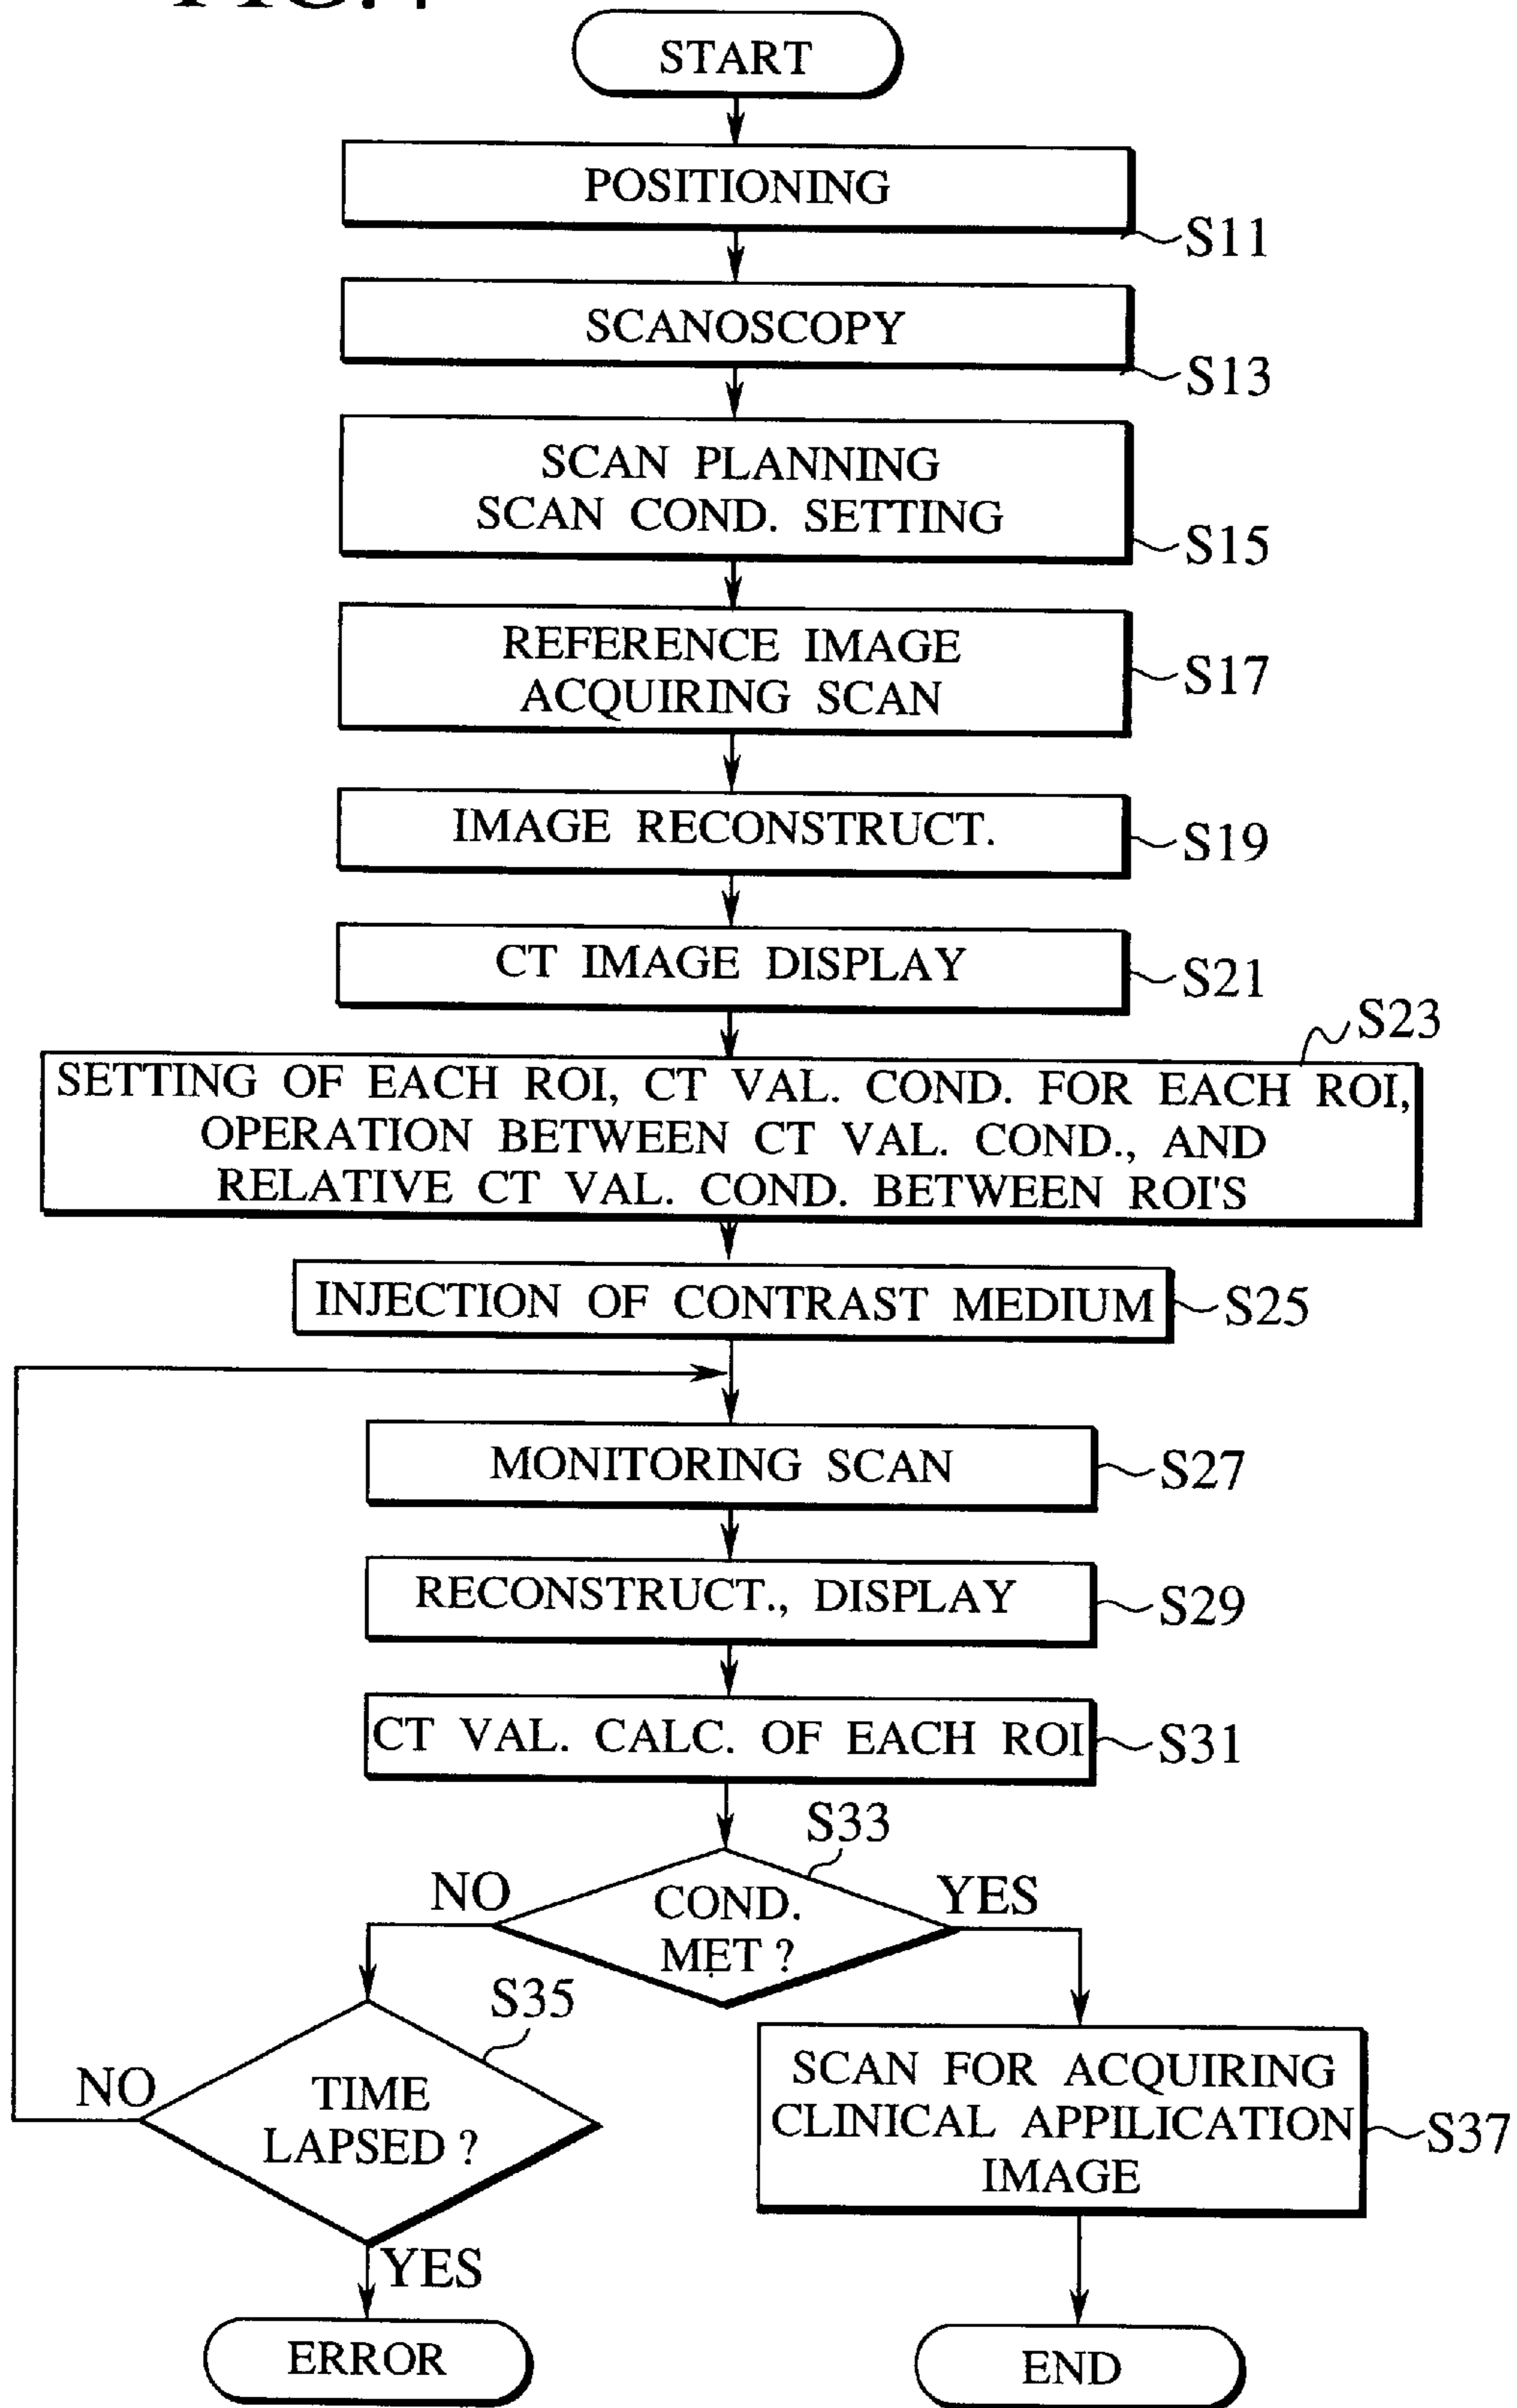 START
POSITIONING
S11
SCANOSCOPY
S13
SCAN PLANNING
SCAN COND. SETTING
S15
REFERENCE IMAGE
ACQUIRING SCAN
S17
IMAGE RECONSTRUCT.
S19
CT IMAGE DISPLAY
S21
S23
SETTING OF EACH ROI, CT VAL. COND. FOR EACH ROI,
OPERATION BETWEEN CT VAL. COND., AND
RELATIVE CT VAL. COND. BETWEEN ROI'S
INJECTION OF CONTRAST MEDIUM
S25
MONITORING SCAN
S27
RECONSTRUCT., DISPLAY
S29
CT VAL. CALC. OF EACH ROI
S31
S33
NO
COND.
MET ?
YES
S35
NO
TIME
LAPSED ?
YES
SCAN FOR ACQUIRING
CLINICAL APPILICATION
IMAGE
S37
ERROR
END